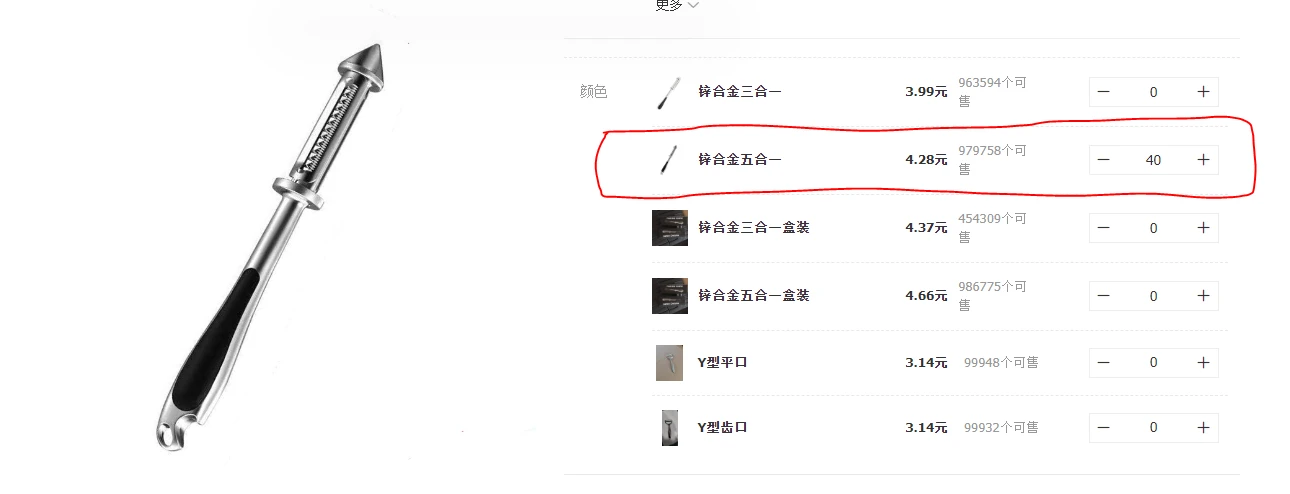 更多
颜色
锌合金三合一 3.99元 963594个可
售
− 0 +
锌合金五合一 4.28元 979758个可
售
− 40 +
锌合金三合一盒装 4.37元 454309个可
售
− 0 +
锌合金五合一盒装 4.66元 986775个可
售
− 0 +
Y型平口 3.14元 99948个可售
− 0 +
Y型齿口 3.14元 99932个可售
− 0 +